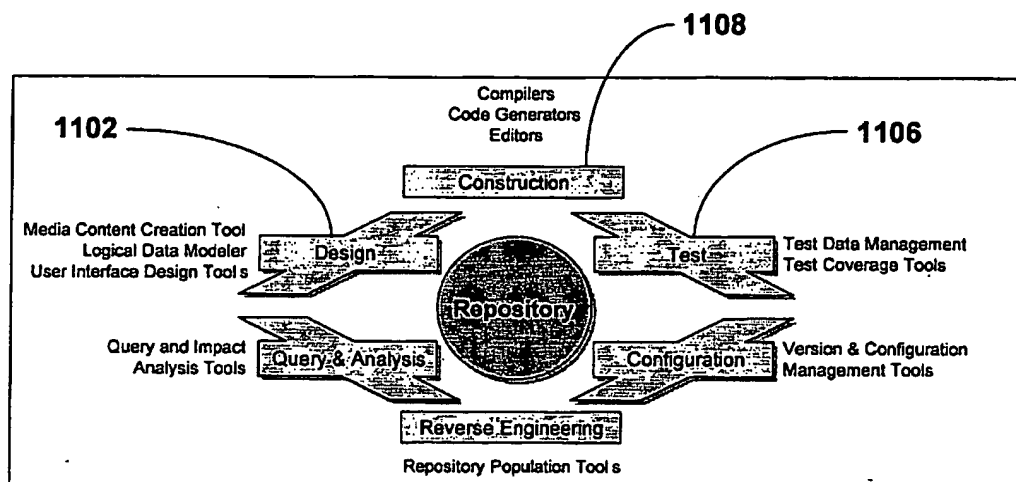 1108
1102
1106
Compilers
Code Generators
Editors
Construction
Media Content Creation Tool
Logical Data Modeler
User Interface Design Tools
Design
Test
Test Data Management
Test Coverage Tools
Repository
Query and Impact
Analysis Tools
Query & Analysis
Configuration
Version & Configuration
Management Tools
Reverse Engineering
Repository Population Tools